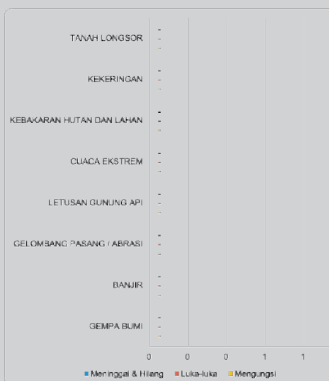 TANAH LONGSOR
-
-
-
KEKERINGAN
-
-
-
KEBAKARAN HUTAN DAN LAHAN
-
-
-
CUACA EKSTREM
-
-
-
LETUSAN GUNUNG API
-
-
-
GELOMBANG PASANG / ABRASI
-
-
-
BANJIR
-
-
-
GEMPA BUMI
-
-
-
0 0 0 1 1
Meninggal & Hilang Luka-luka Mengungsi